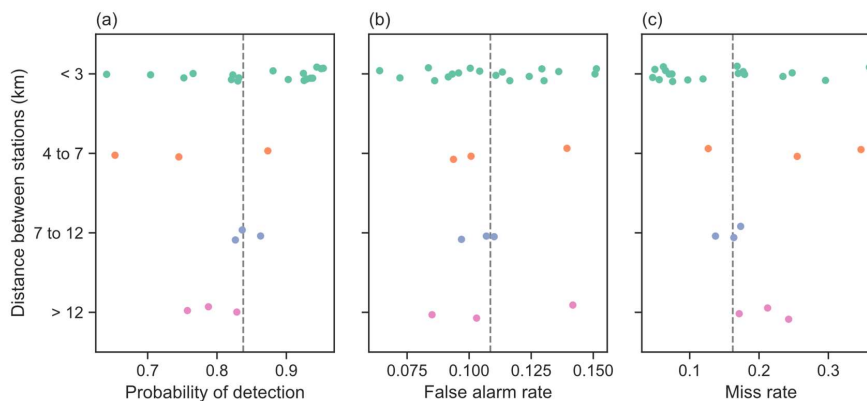 (a)
(b)
(c)
Distance between stations (km)
< 3
4 to 7
7 to 12
> 12
0.7 0.8 0.9
0.075 0.100 0.125 0.150
0.1 0.2 0.3
Probability of detection
False alarm rate
Miss rate